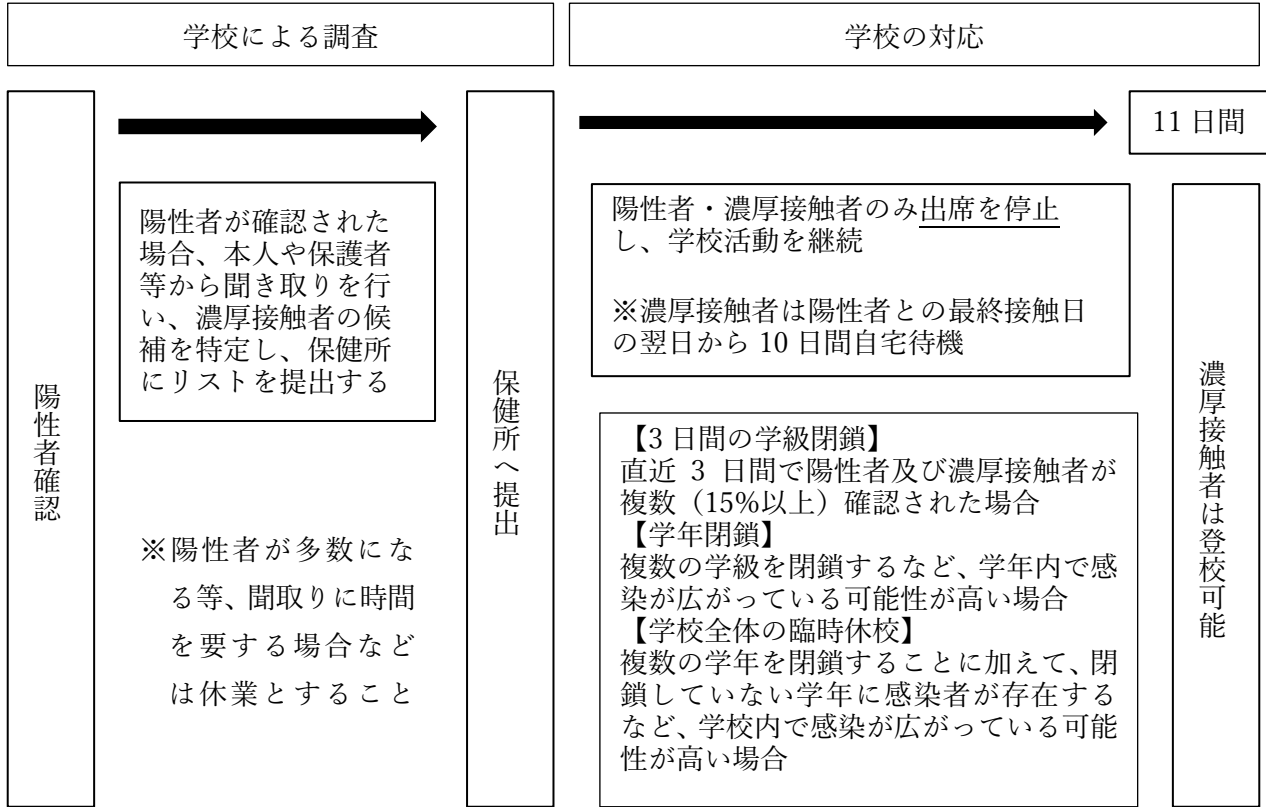 学校による調査
学校の対応
陽性者確認
陽性者が確認された
場合、本人や保護者
等から聞き取りを行
い、濃厚接触者の候
補を特定し、保健所
にリストを提出する
※陽性者が多数にな
る等、聞取りに時間
を要する場合など
は休業とすること
保健所へ提出
陽性者・濃厚接触者のみ出席を停止
し、学校活動を継続
※濃厚接触者は陽性者との最終接触日
の翌日から 10 日間自宅待機
【3 日間の学級閉鎖】
直近 3 日間で陽性者及び濃厚接触者が
複数（15%以上）確認された場合
【学年閉鎖】
複数の学級を閉鎖するなど、学年内で感
染が広がっている可能性が高い場合
【学校全体の臨時休校】
複数の学年を閉鎖することに加えて、閉
鎖していない学年に感染者が存在する
など、学校内で感染が広がっている可能
性が高い場合
11 日間
濃厚接触者は登校可能